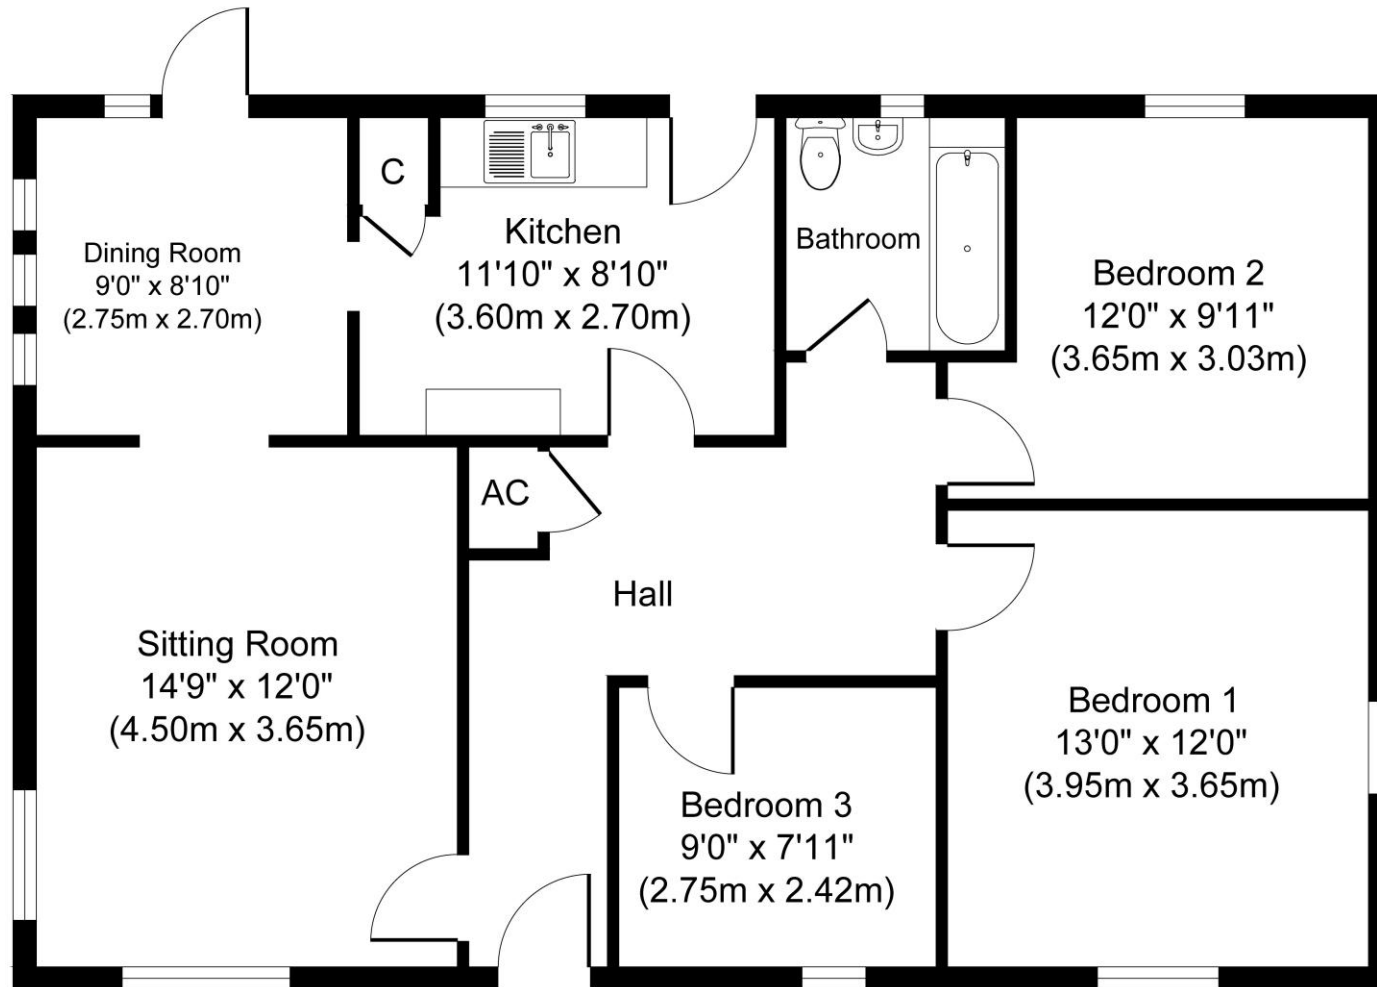 C
Kitchen
11'10" x 8'10"
(3.60m x 2.70m)
Dining Room
9'0" x 8'10"
(2.75m x 2.70m)
Bathroom
Bedroom 2
12'0" x 9'11"
(3.65m x 3.03m)
AC
Hall
Sitting Room
14'9" x 12'0"
(4.50m x 3.65m)
Bedroom 1
13'0" x 12'0"
(3.95m x 3.65m)
Bedroom 3
9'0" x 7'11"
(2.75m x 2.42m)